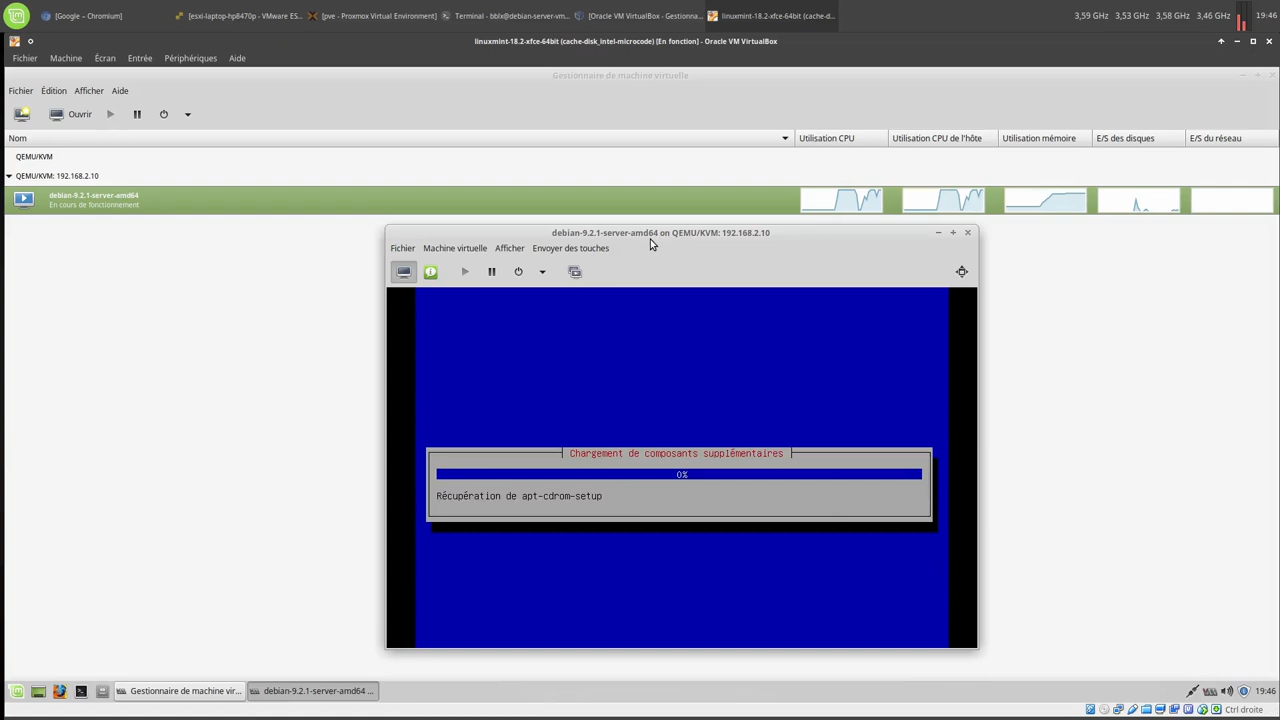 [Google – Chromium]
[esxi-laptop-hp8470p - VMware ES...
[pve - Proxmox Virtual Environment]
Terminal - bblx@debian-server-vm...
[Oracle VM VirtualBox - Gestionna...
linuxmint-18.2-xfce-64bit (cache-d...
3,59 GHz 3,53 GHz 3,58 GHz 3,46 GHz
19:46
linuxmint-18.2-xfce-64bit (cache-disk_intel-microcode) [En fonction] - Oracle VM VirtualBox
Fichier Machine Écran Entrée Périphériques Aide
Gestionnaire de machine virtuelle
Fichier Édition Afficher Aide
Ouvrir
Nom Utilisation CPU Utilisation CPU de l'hôte Utilisation mémoire E/S des disques E/S du réseau
QEMU/KVM
QEMU/KVM: 192.168.2.10
debian-9.2.1-server-amd64
En cours de fonctionnement
debian-9.2.1-server-amd64 on QEMU/KVM: 192.168.2.10
Fichier Machine virtuelle Afficher Envoyer des touches
Chargement de composants supplémentaires
0%
Récupération de apt-cdrom-setup
Gestionnaire de machine vir...
debian-9.2.1-server-amd64 ...
19:46
Ctrl droite